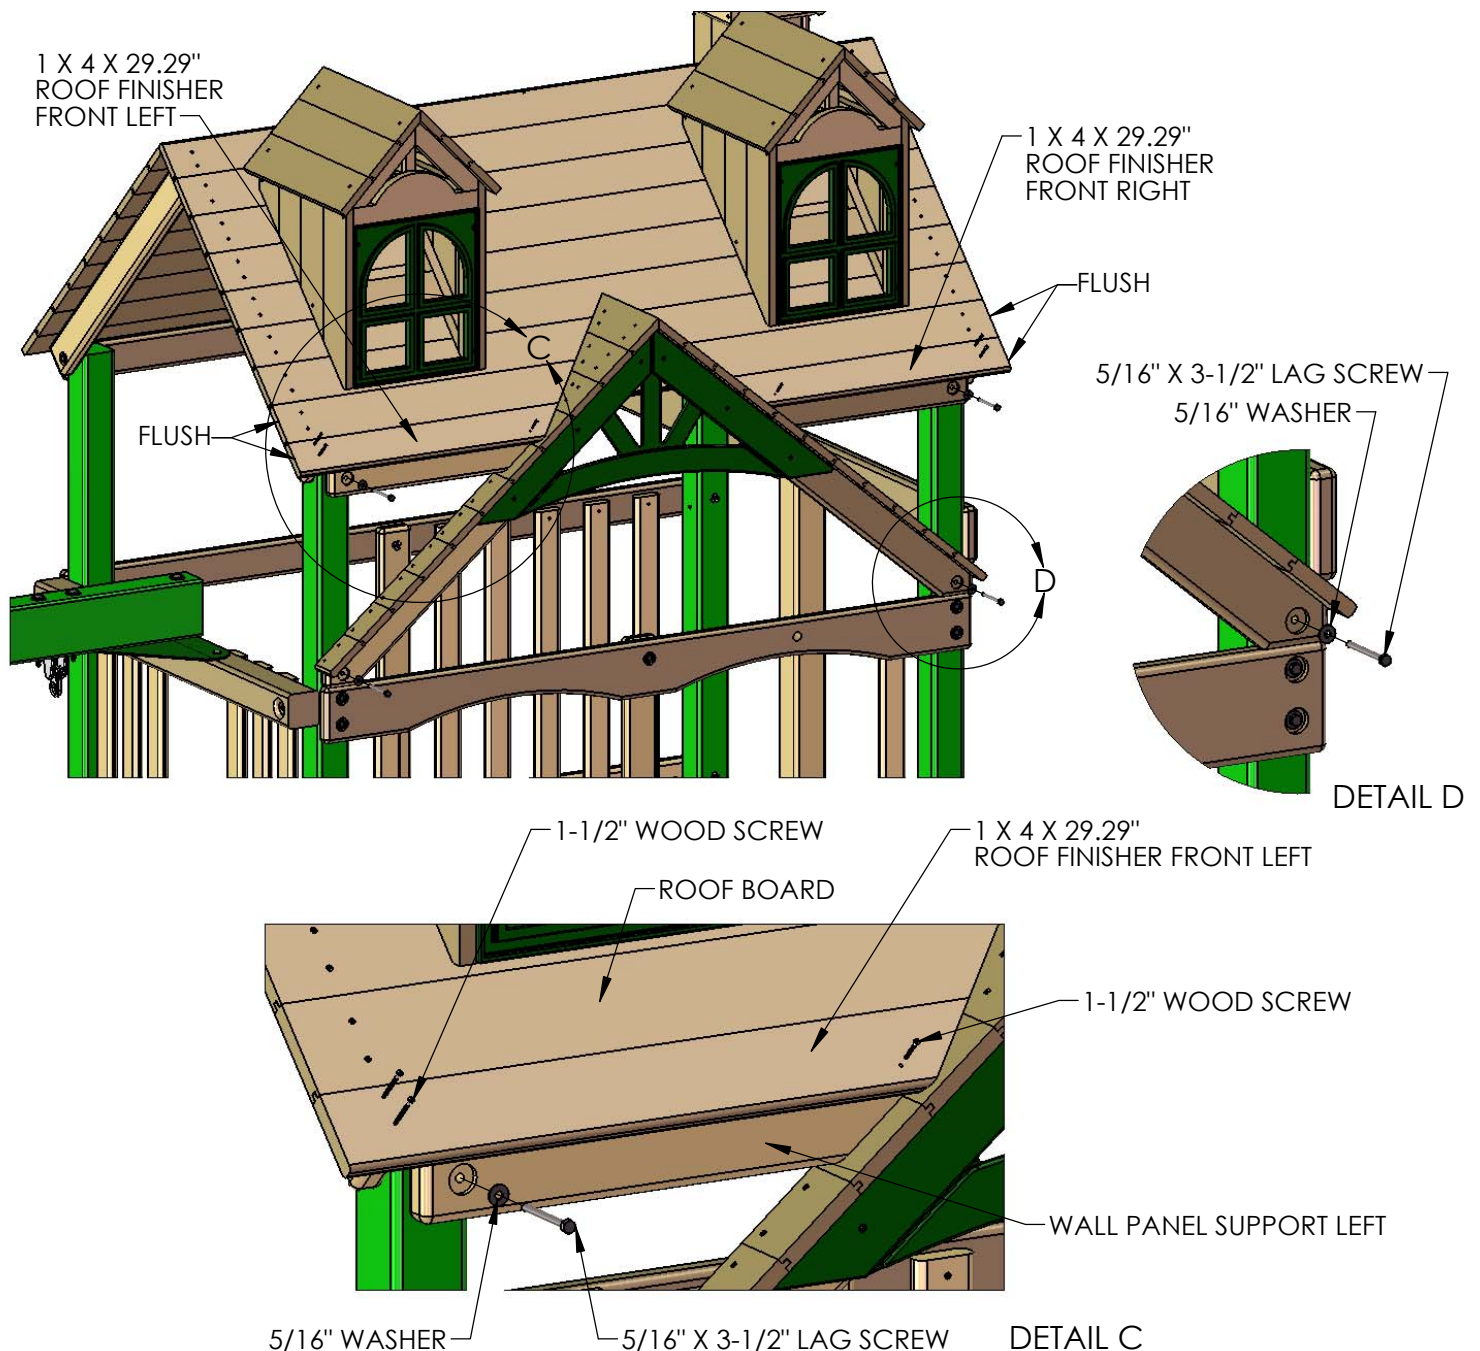 1 X 4 X 29.29"
ROOF FINISHER
FRONT LEFT
1 X 4 X 29.29"
ROOF FINISHER
FRONT RIGHT
FLUSH
C
5/16" X 3-1/2" LAG SCREW
5/16" WASHER
FLUSH
D
DETAIL D
1-1/2" WOOD SCREW
1 X 4 X 29.29"
ROOF FINISHER FRONT LEFT
ROOF BOARD
1-1/2" WOOD SCREW
WALL PANEL SUPPORT LEFT
5/16" WASHER
5/16" X 3-1/2" LAG SCREW
DETAIL C